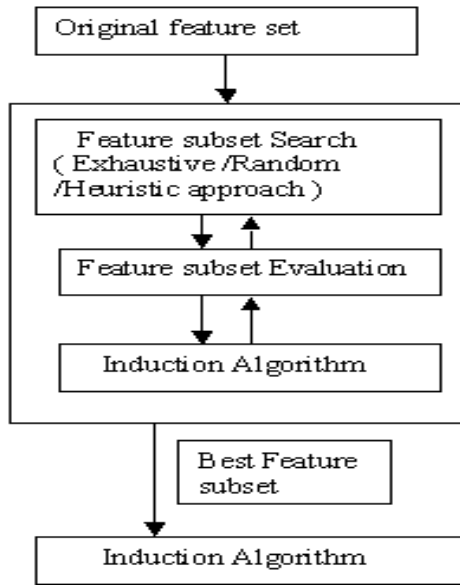 Original feature set
Feature subset Search
( Exhaustive /Random
/Heuristic approach )
Feature subset Evaluation
Induction Algorithm
Best Feature
subset
Induction Algorithm